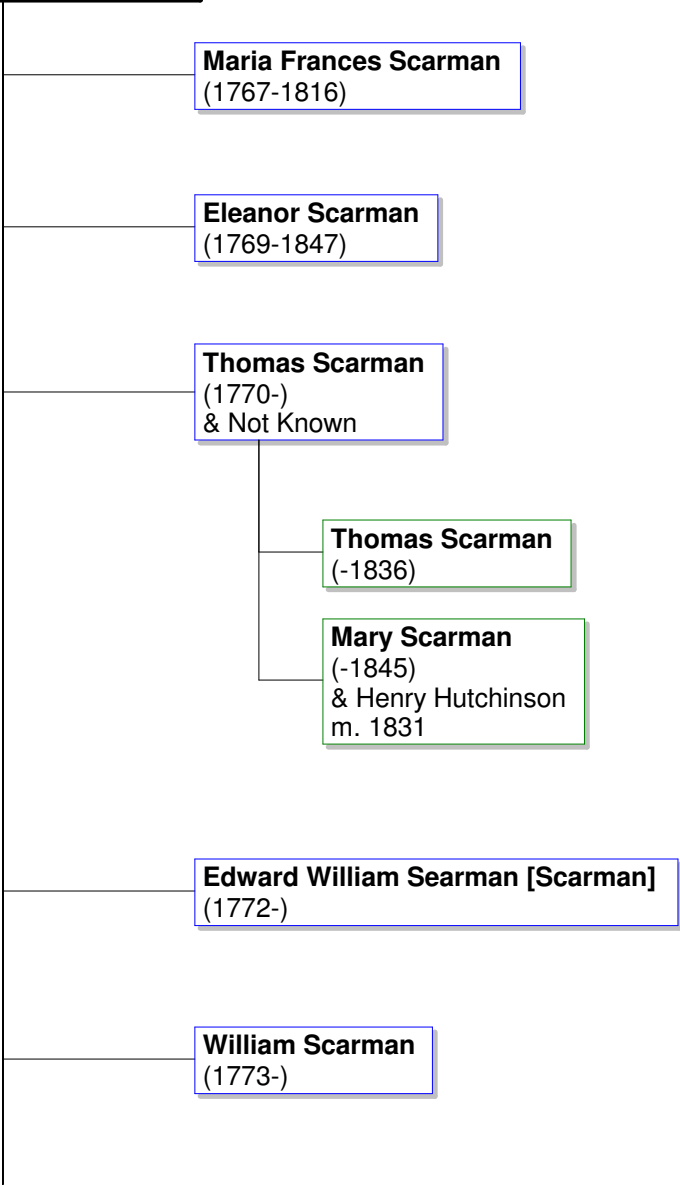 Maria Frances Scarman
(1767-1816)
Eleanor Scarman
(1769-1847)
Thomas Scarman
(1770-)
& Not Known
Thomas Scarman
(-1836)
Mary Scarman
(-1845)
& Henry Hutchinson
m. 1831
Edward William Searman [Scarman]
(1772-)
William Scarman
(1773-)